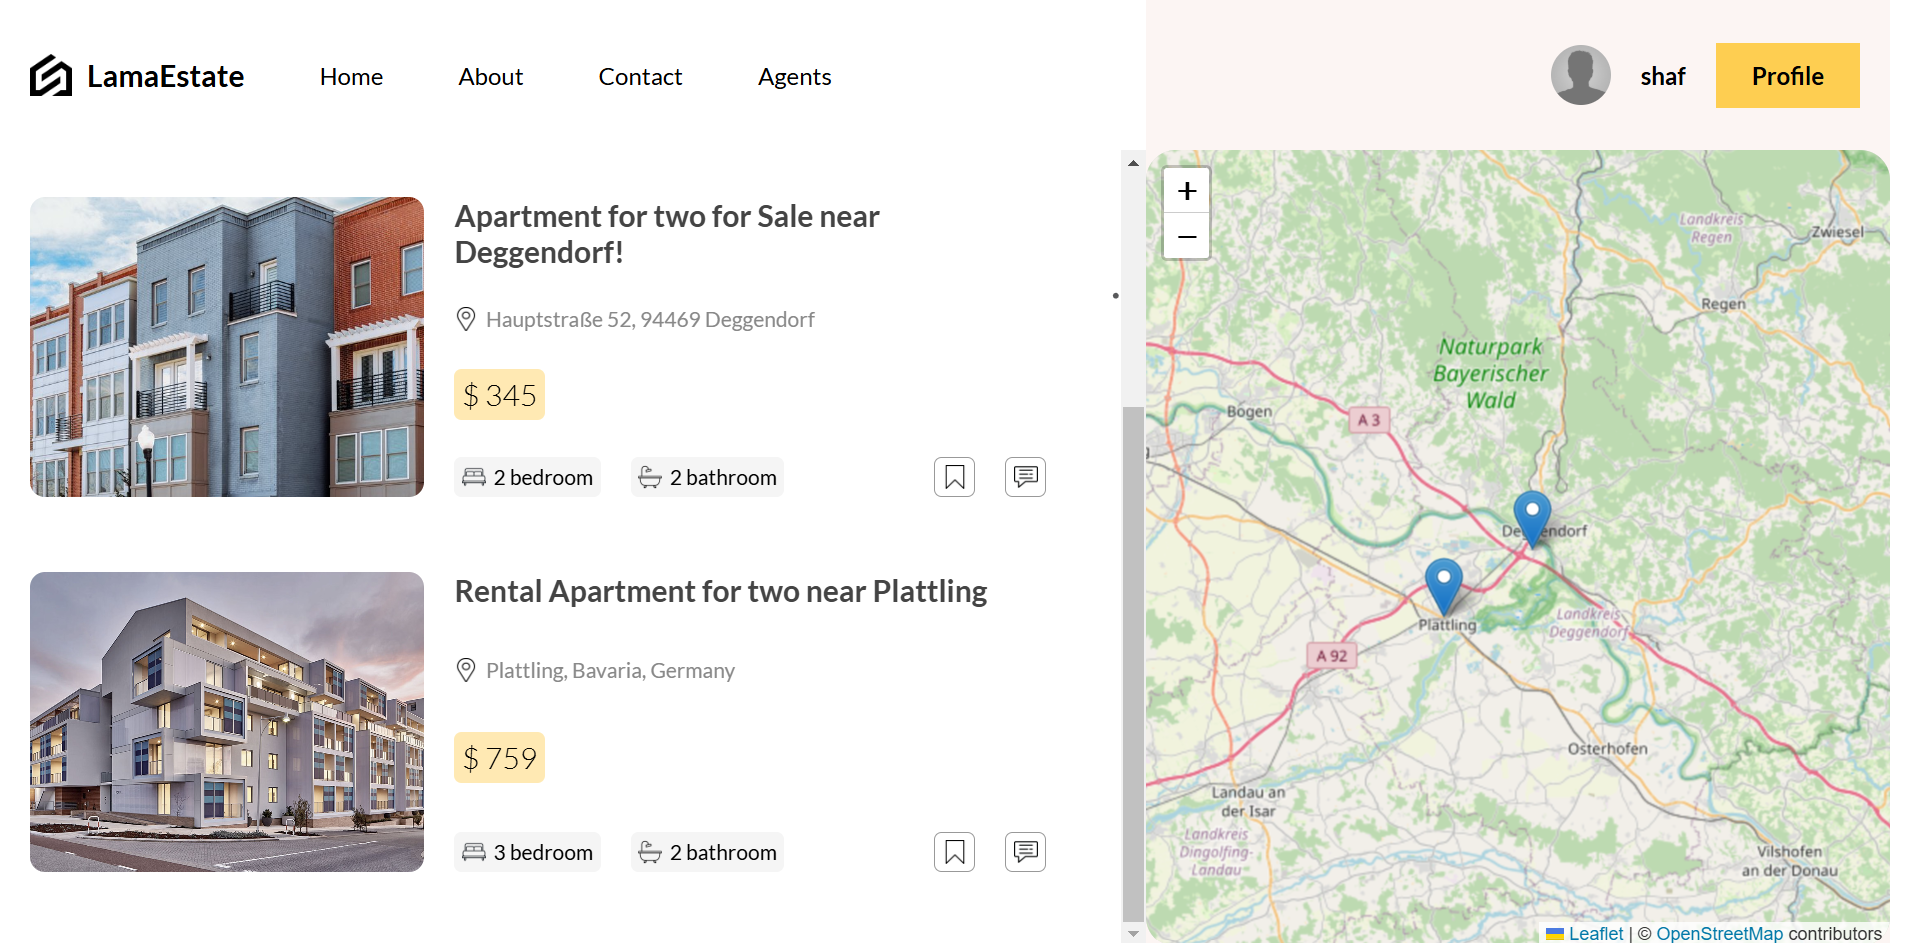 LamaEstate
Home
About
Contact
Agents
shaf
Profile
Apartment for two for Sale near
Deggendorf!
Hauptstraße 52, 94469 Deggendorf
$ 345
2 bedroom
2 bathroom
Rental Apartment for two near Plattling
Plattling, Bavaria, Germany
$ 759
3 bedroom
2 bathroom
+
−
Landkreis
Regen
Zwiesel
Regen
Naturpark
Bayerischer
Wald
Bogen
A 3
Deggendorf
Plattling
Landkreis
Deggendorf
A 92
Osterhofen
Landau an
der Isar
Landkreis
Dingolfing-
Landau
Vilshofen
an der Donau
Leaflet | © OpenStreetMap contributors